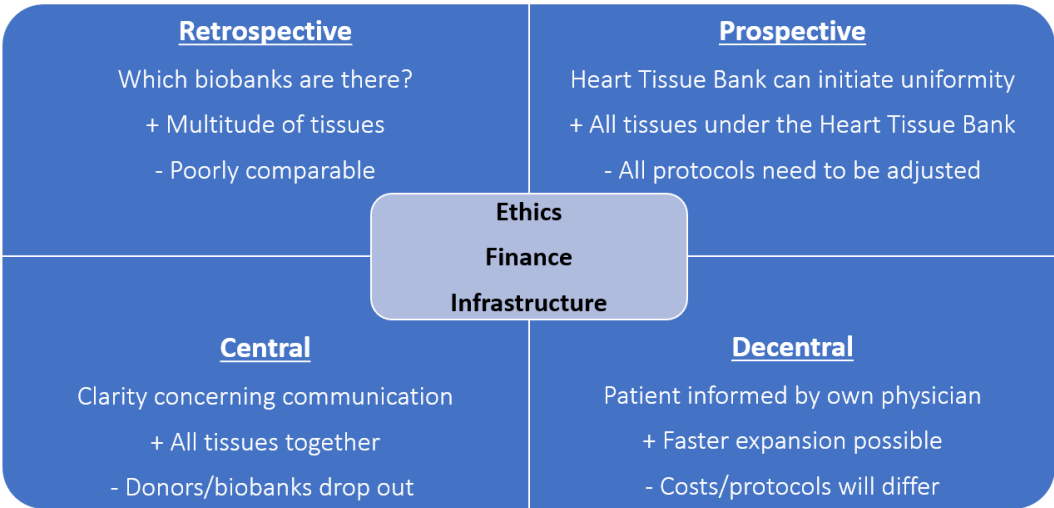 Retrospective
Which biobanks are there?
+ Multitude of tissues
- Poorly comparable
Prospective
Heart Tissue Bank can initiate uniformity
+ All tissues under the Heart Tissue Bank
- All protocols need to be adjusted
Ethics
Finance
Infrastructure
Central
Clarity concerning communication
+ All tissues together
- Donors/biobanks drop out
Decentral
Patient informed by own physician
+ Faster expansion possible
- Costs/protocols will differ